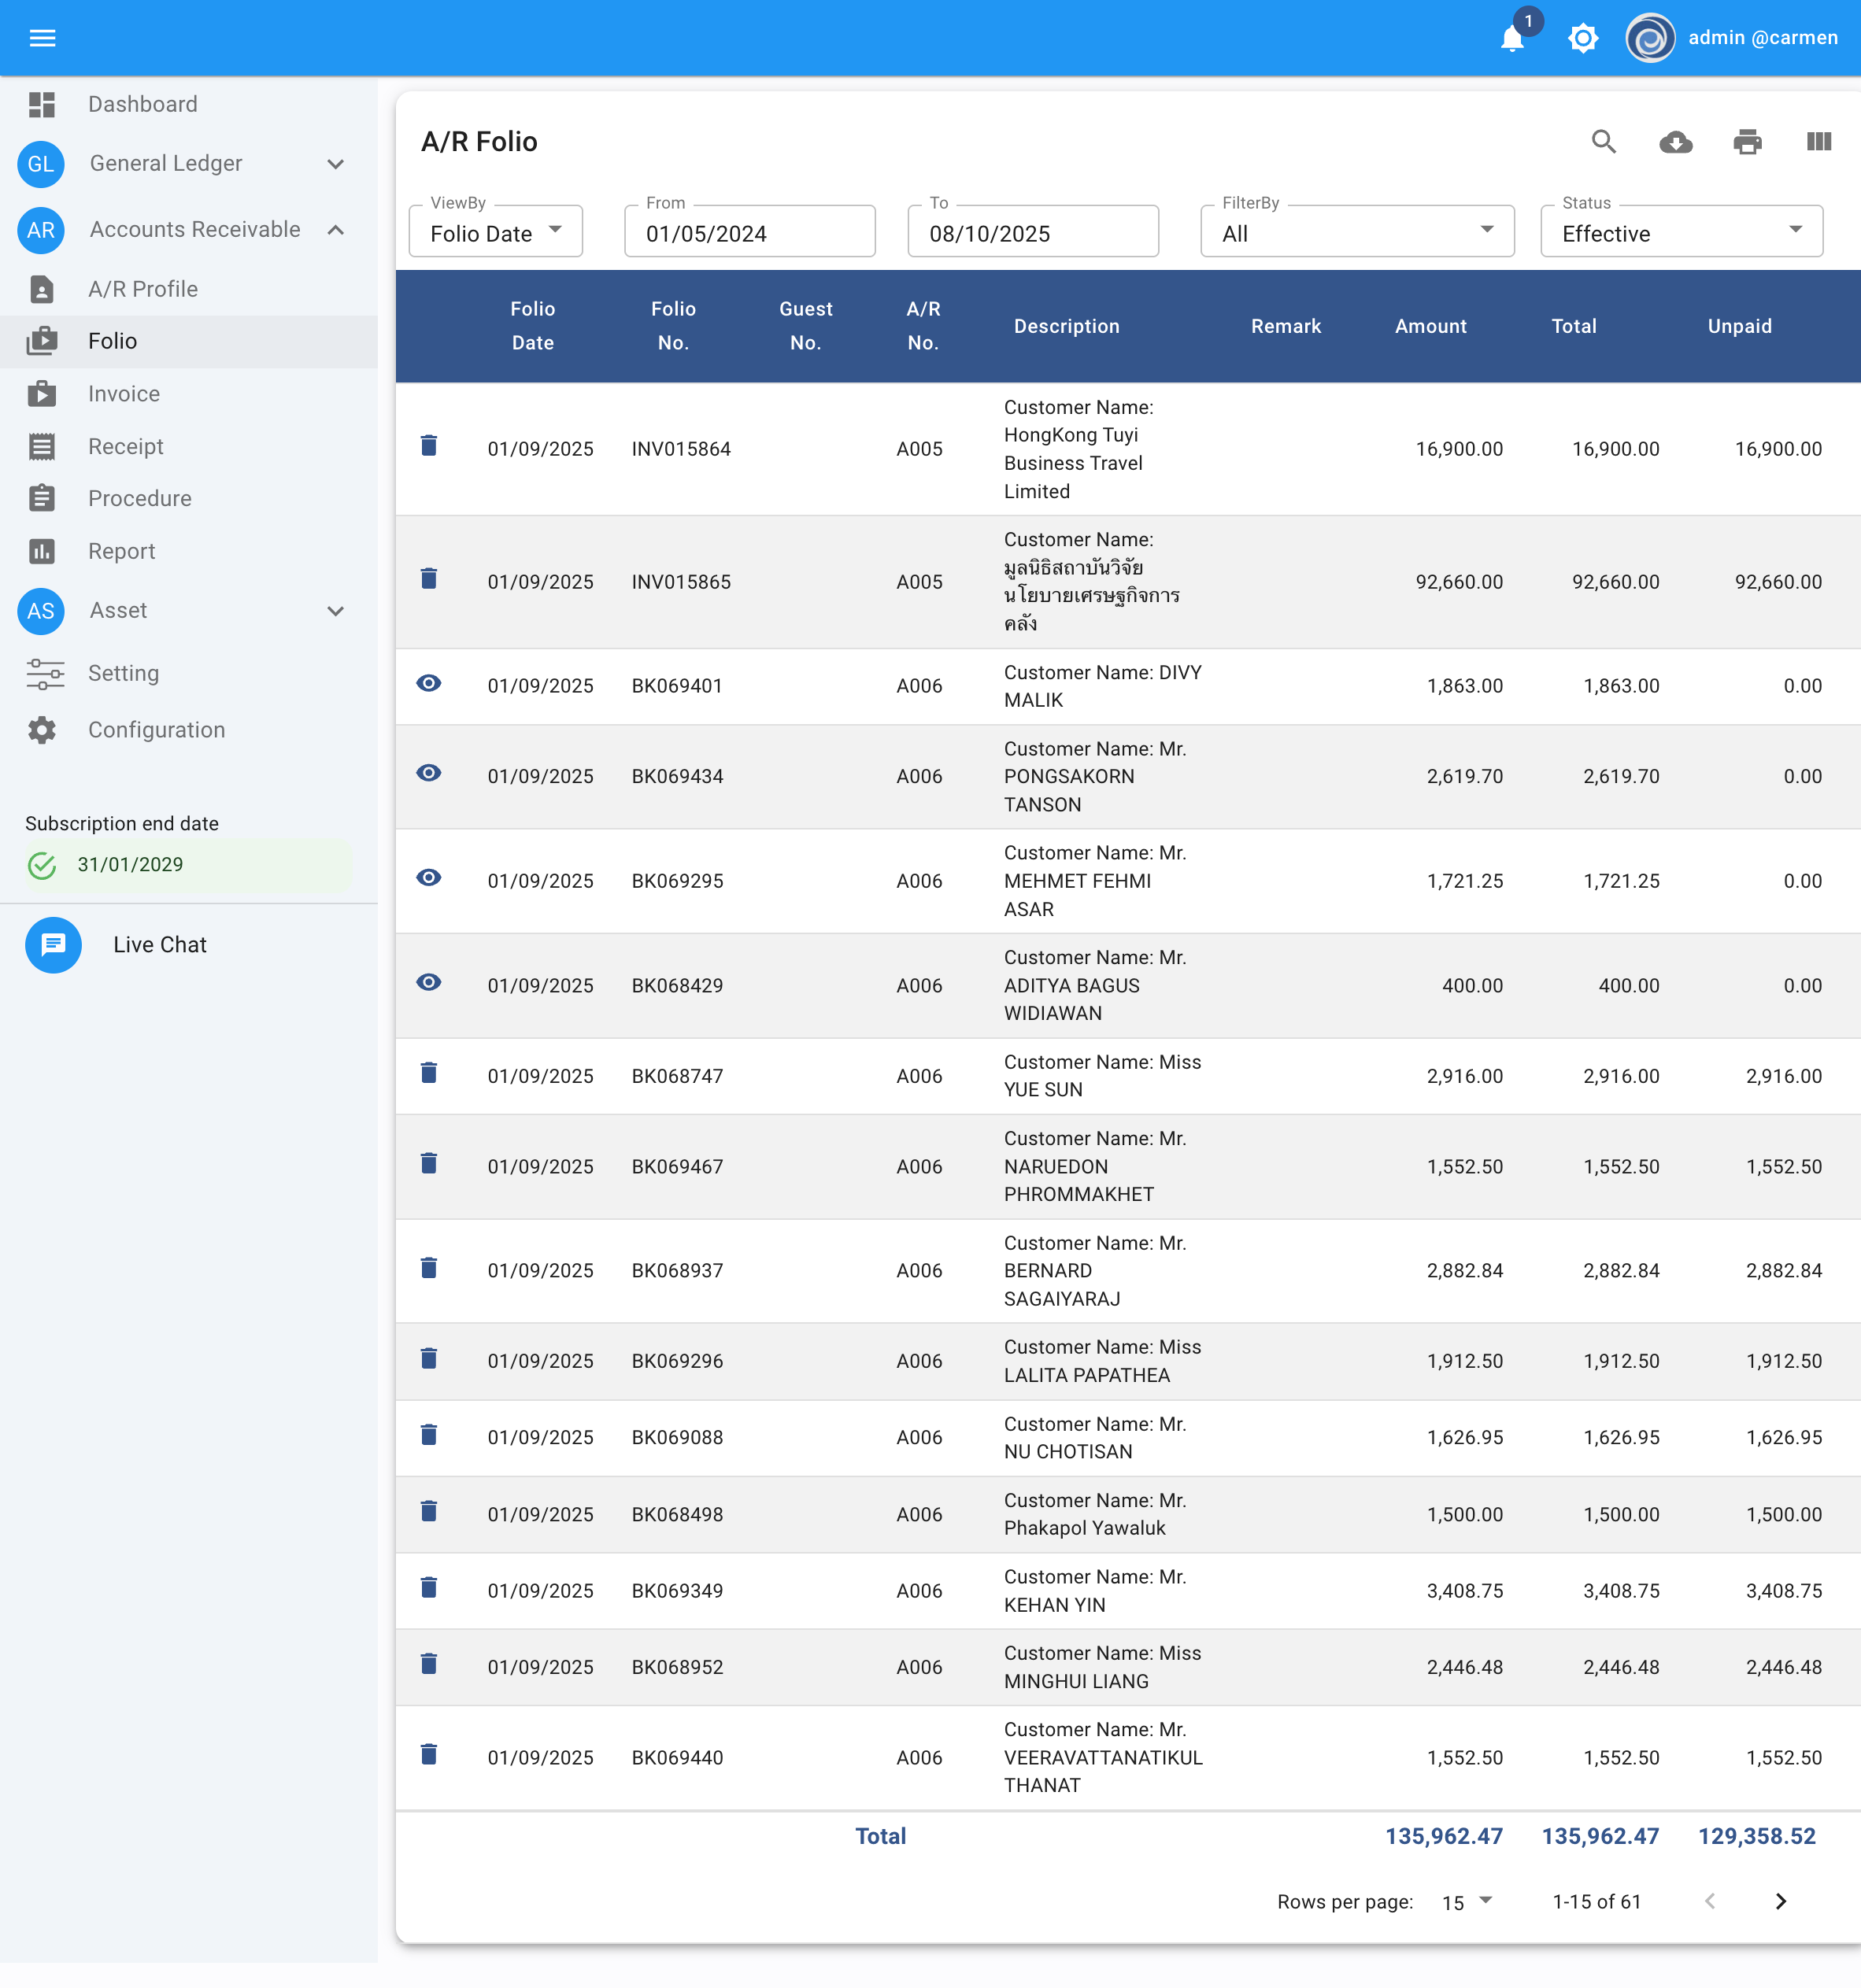 1
admin @carmen
Dashboard
GL General Ledger
AR Accounts Receivable
A/R Profile
Folio
Invoice
Receipt
Procedure
Report
AS Asset
Setting
Configuration
Subscription end date
31/01/2029
Live Chat
A/R Folio
ViewBy From To FilterBy Status
Folio Date 01/05/2024 08/10/2025 All Effective
Folio Date Folio No. Guest No. A/R No. Description Remark Amount Total Unpaid
Customer Name:
HongKong Tuyi
01/09/2025 INV015864 A005 16,900.00 16,900.00 16,900.00
Business Travel
Limited
Customer Name:
มูลนิธิสถาบันวิจัย
01/09/2025 INV015865 A005 92,660.00 92,660.00 92,660.00
นโยบายเศรษฐกิจการ
คลัง
Customer Name: DIVY
01/09/2025 BK069401 A006 1,863.00 1,863.00 0.00
MALIK
Customer Name: Mr.
01/09/2025 BK069434 A006 PONGSAKORN 2,619.70 2,619.70 0.00
TANSON
Customer Name: Mr.
01/09/2025 BK069295 A006 MEHMET FEHMI 1,721.25 1,721.25 0.00
ASAR
Customer Name: Mr.
01/09/2025 BK068429 A006 ADITYA BAGUS 400.00 400.00 0.00
WIDIAWAN
Customer Name: Miss
01/09/2025 BK068747 A006 2,916.00 2,916.00 2,916.00
YUE SUN
Customer Name: Mr.
01/09/2025 BK069467 A006 NARUEDON 1,552.50 1,552.50 1,552.50
PHROMMAKHET
Customer Name: Mr.
01/09/2025 BK068937 A006 BERNARD 2,882.84 2,882.84 2,882.84
SAGAIYARAJ
Customer Name: Miss
01/09/2025 BK069296 A006 1,912.50 1,912.50 1,912.50
LALITA PAPATHEA
Customer Name: Mr.
01/09/2025 BK069088 A006 1,626.95 1,626.95 1,626.95
NU CHOTISAN
Customer Name: Mr.
01/09/2025 BK068498 A006 1,500.00 1,500.00 1,500.00
Phakapol Yawaluk
Customer Name: Mr.
01/09/2025 BK069349 A006 3,408.75 3,408.75 3,408.75
KEHAN YIN
Customer Name: Miss
01/09/2025 BK068952 A006 2,446.48 2,446.48 2,446.48
MINGHUI LIANG
Customer Name: Mr.
01/09/2025 BK069440 A006 VEERAVATTANATIKUL 1,552.50 1,552.50 1,552.50
THANAT
Total 135,962.47 135,962.47 129,358.52
Rows per page: 15 1-15 of 61